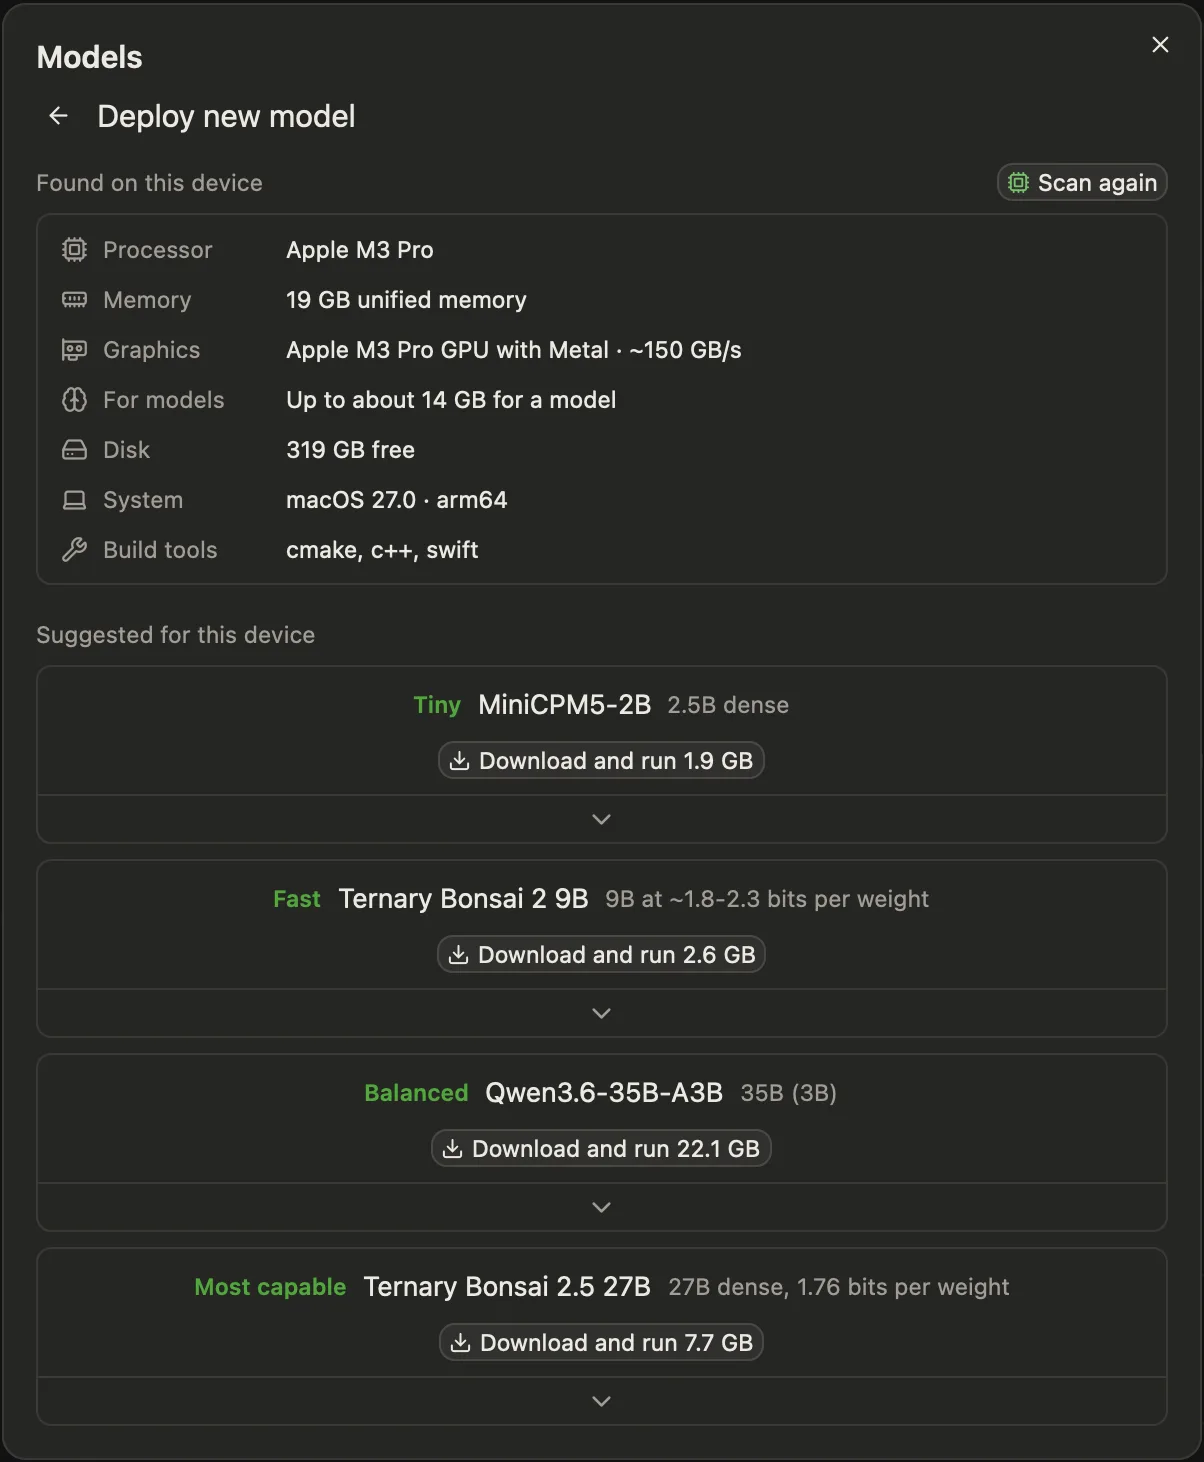 Models
Deploy new model
Found on this device
Scan again
Processor Apple M3 Pro
Memory 19 GB unified memory
Graphics Apple M3 Pro GPU with Metal · ~150 GB/s
For models Up to about 14 GB for a model
Disk 319 GB free
System macOS 27.0 · arm64
Build tools cmake, c++, swift
Suggested for this device
Tiny MiniCPM5-2B 2.5B dense
Download and run 1.9 GB
Fast Ternary Bonsai 2 9B 9B at ~1.8-2.3 bits per weight
Download and run 2.6 GB
Balanced Qwen3.6-35B-A3B 35B (3B)
Download and run 22.1 GB
Most capable Ternary Bonsai 2.5 27B 27B dense, 1.76 bits per weight
Download and run 7.7 GB